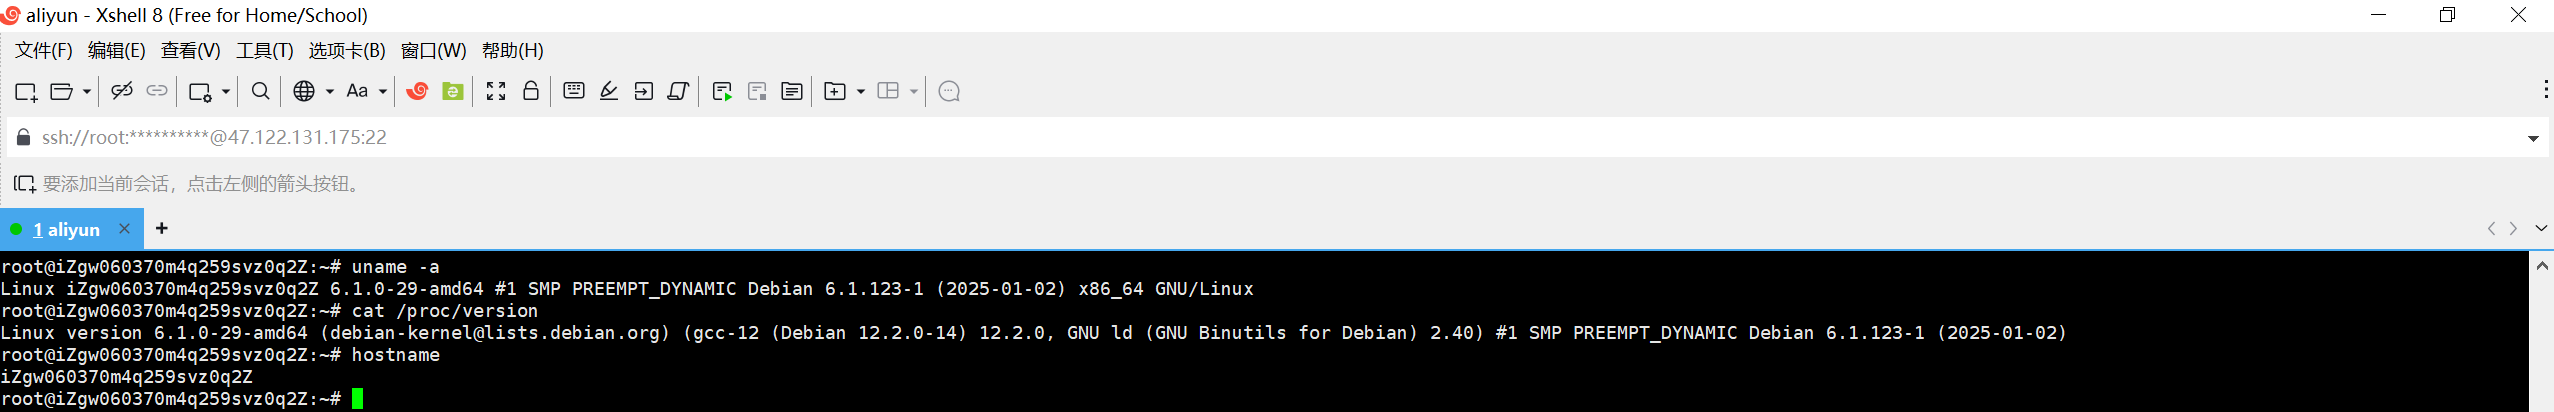 aliyun - Xshell 8 (Free for Home/School)
文件(F) 编辑(E) 查看(V) 工具(T) 选项卡(B) 窗口(W) 帮助(H)
Aa
ssh://root:**********@47.122.131.175:22
要添加当前会话，点击左侧的箭头按钮。
1 aliyun × +
root@iZgw060370m4q259svz0q2Z:~# uname -a
Linux iZgw060370m4q259svz0q2Z 6.1.0-29-amd64 #1 SMP PREEMPT_DYNAMIC Debian 6.1.123-1 (2025-01-02) x86_64 GNU/Linux
root@iZgw060370m4q259svz0q2Z:~# cat /proc/version
Linux version 6.1.0-29-amd64 (debian-kernel@lists.debian.org) (gcc-12 (Debian 12.2.0-14) 12.2.0, GNU ld (GNU Binutils for Debian) 2.40) #1 SMP PREEMPT_DYNAMIC Debian 6.1.123-1 (2025-01-02)
root@iZgw060370m4q259svz0q2Z:~# hostname
iZgw060370m4q259svz0q2Z
root@iZgw060370m4q259svz0q2Z:~#